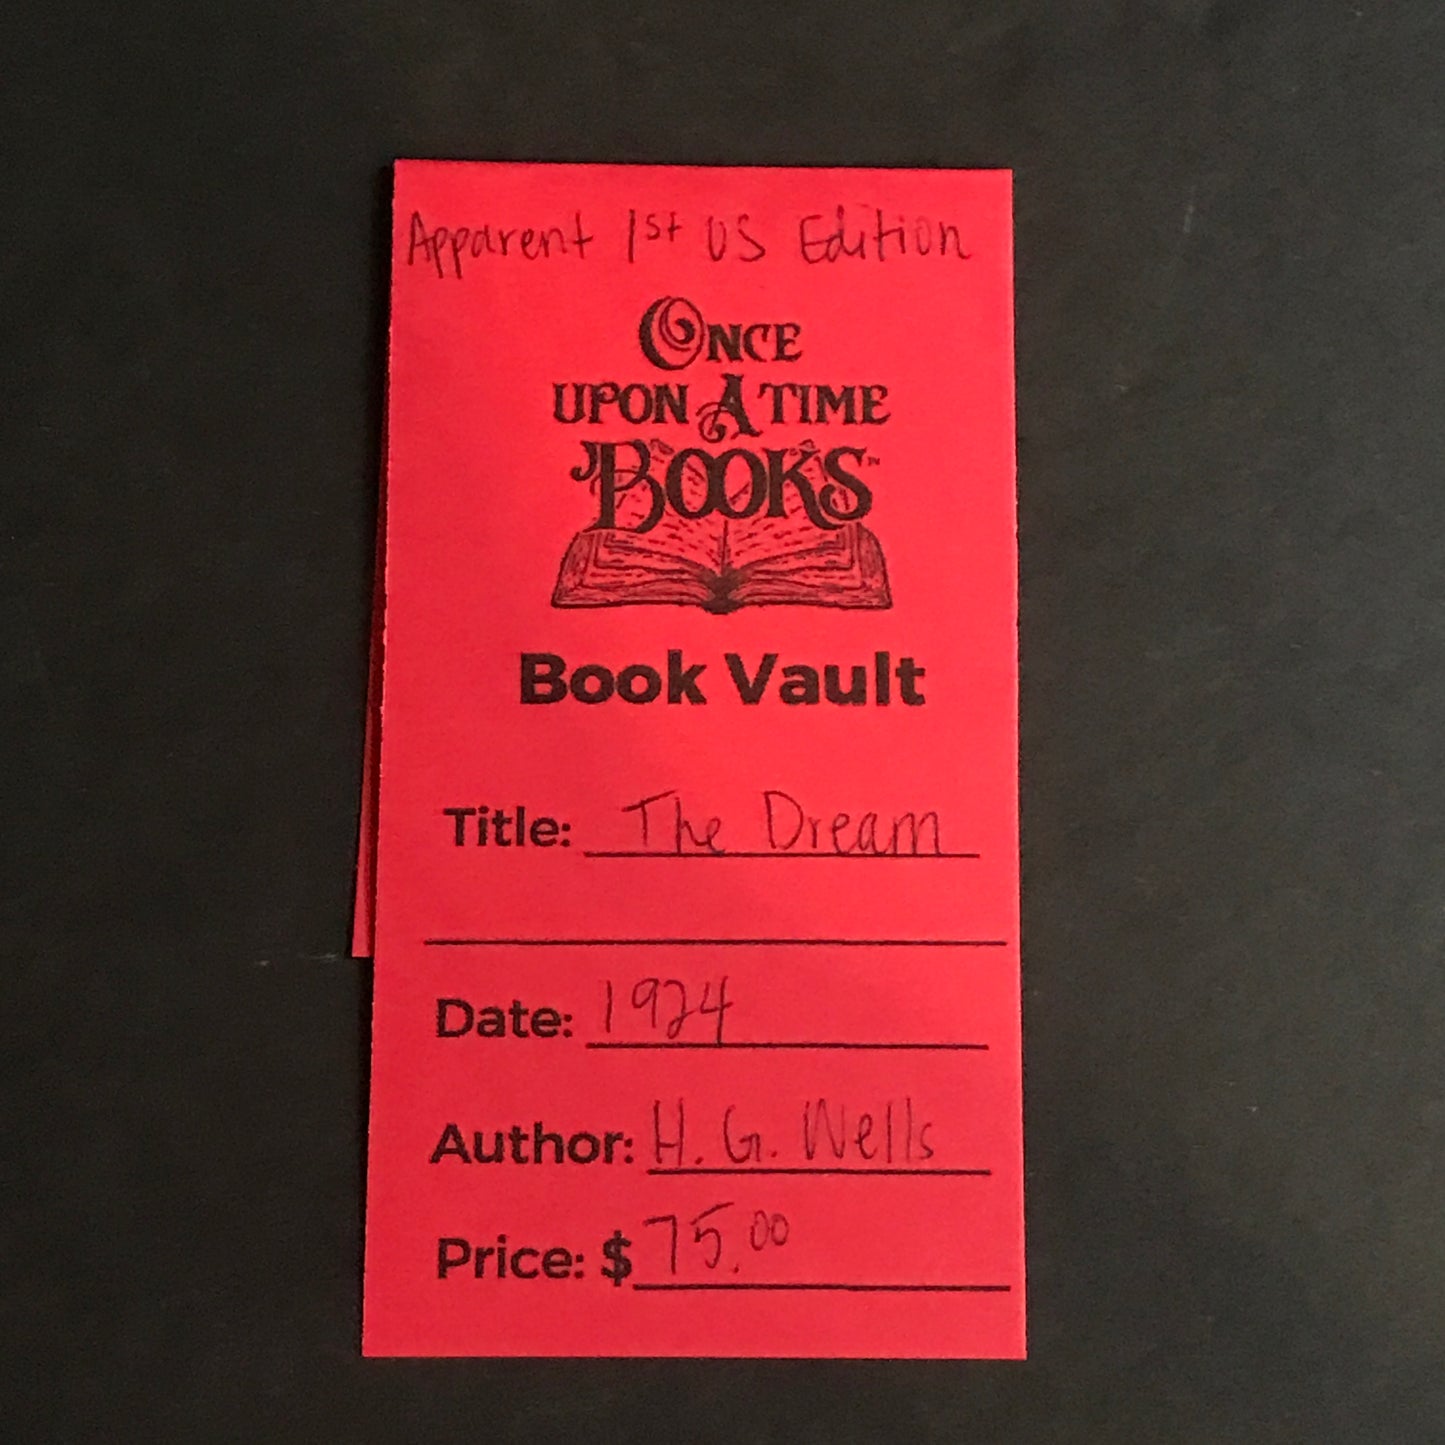 Apparent 1st US Edition
ONCE
UPON A TIME
BOOKS™
Book Vault
Title: The Dream
Date: 1924
Author: H. G. Wells
Price: $ 75.00